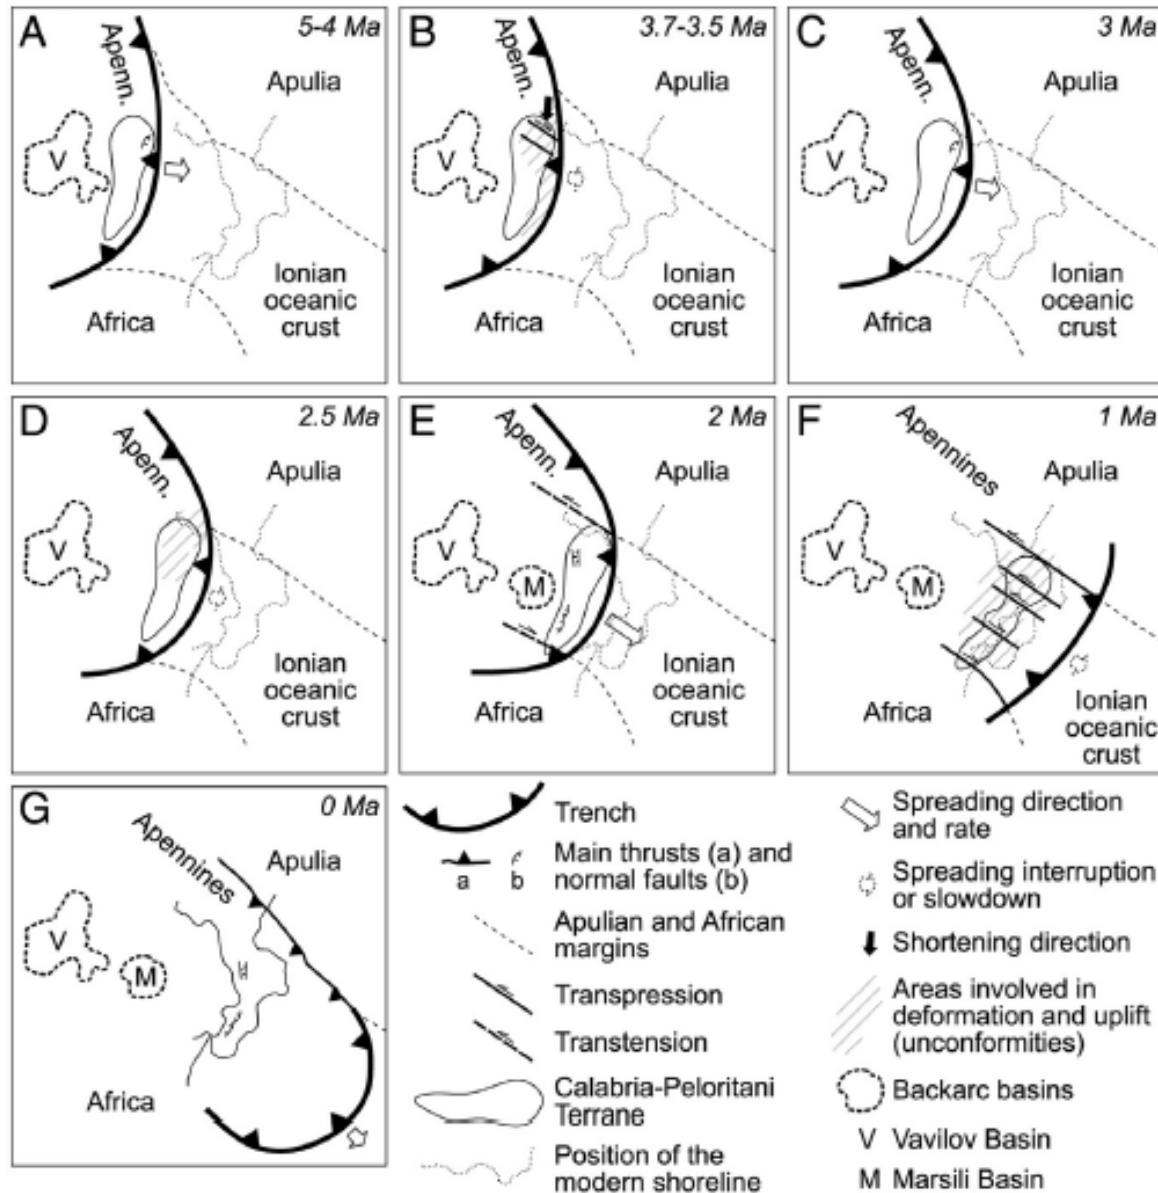 A
5-4 Ma
Apenn.
Apulia
V
Ionian
oceanic
crust
Africa
B
3.7-3.5 Ma
Apenn.
Apulia
V
Ionian
oceanic
crust
Africa
C
3 Ma
Apenn.
Apulia
V
Ionian
oceanic
crust
Africa
D
2.5 Ma
Apenn.
Apulia
V
Ionian
oceanic
crust
Africa
E
2 Ma
Apenn.
Apulia
V
M
Ionian
oceanic
crust
Africa
F
1 Ma
Apennines
Apulia
V
M
Africa
Ionian
oceanic
crust
G
0 Ma
Apennines
Apulia
V
M
Africa
Trench
Main thrusts (a) and
normal faults (b)
a b
Apulian and African
margins
Transpression
Transtension
Calabria-Peloritani
Terrane
Position of the
modern shoreline
Spreading direction
and rate
Spreading interruption
or slowdown
Shortening direction
Areas involved in
deformation and uplift
(unconformities)
Backarc basins
V Vavilov Basin
M Marsili Basin